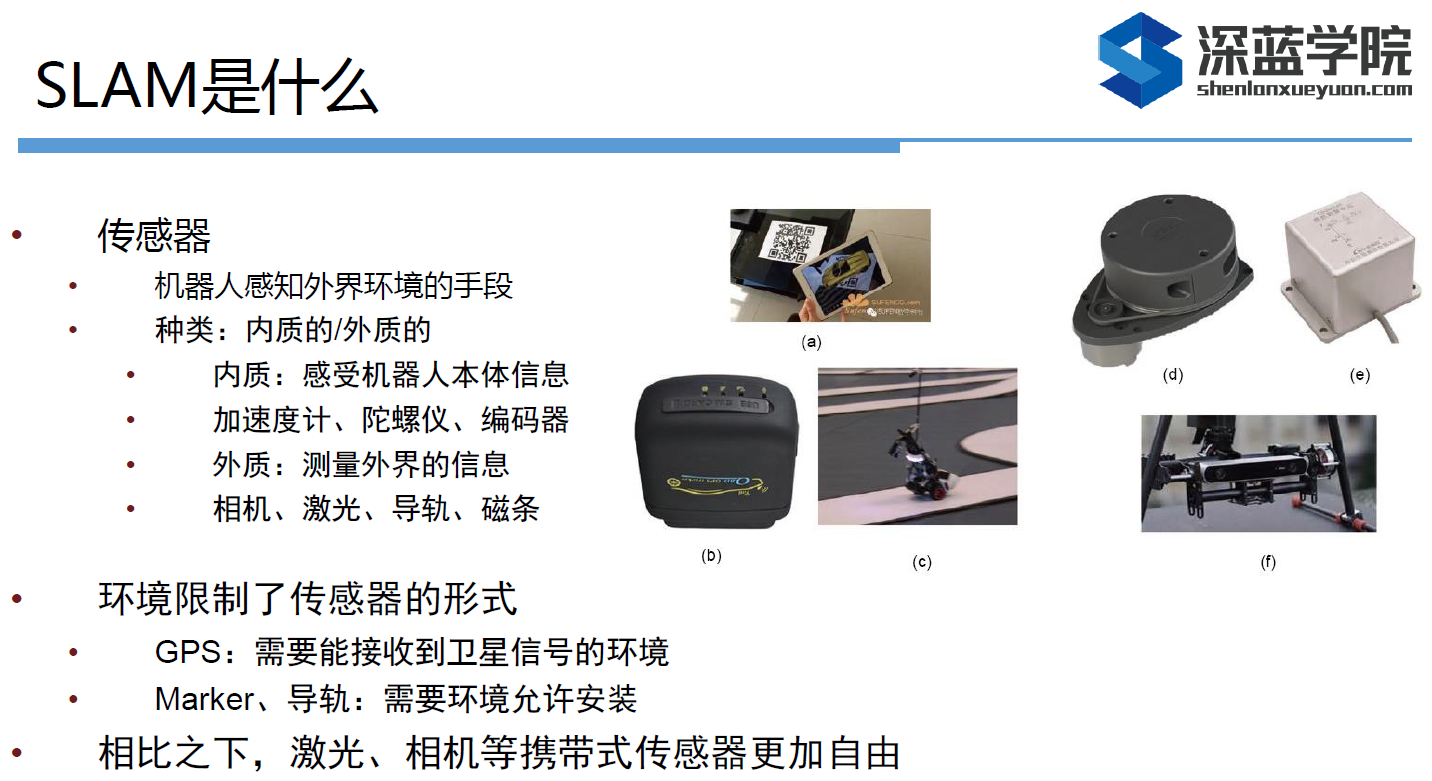 深蓝学院
shenlanxueyuan.com
SLAM是什么
• 传感器
• 机器人感知外界环境的手段
• 种类：内质的/外质的
• 内质：感受机器人本体信息
• 加速度计、陀螺仪、编码器
• 外质：测量外界的信息
• 相机、激光、导轨、磁条
• 环境限制了传感器的形式
• GPS：需要能接收到卫星信号的环境
• Marker、导轨：需要环境允许安装
• 相比之下，激光、相机等携带式传感器更加自由
(a)
(b)
(c)
(d)
(e)
(f)